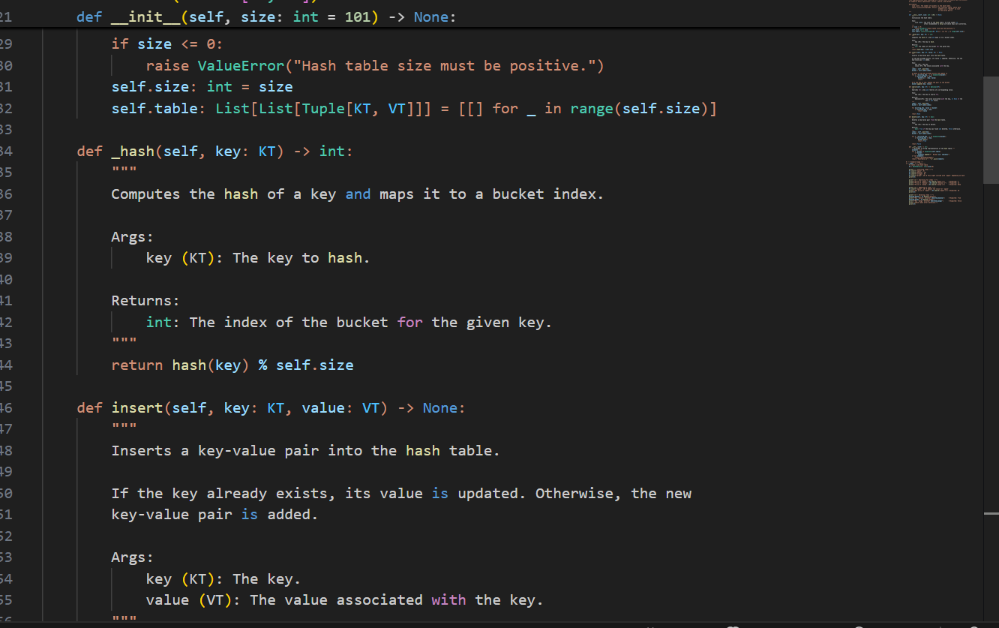 21 def __init__(self, size: int = 101) -> None:
29 if size <= 0:
30 raise ValueError("Hash table size must be positive.")
31 self.size: int = size
32 self.table: List[List[Tuple[KT, VT]]] = [[] for _ in range(self.size)]
33
34 def _hash(self, key: KT) -> int:
35 """
36 Computes the hash of a key and maps it to a bucket index.
37
38 Args:
39 key (KT): The key to hash.
40
41 Returns:
42 int: The index of the bucket for the given key.
43 """
44 return hash(key) % self.size
45
46 def insert(self, key: KT, value: VT) -> None:
47 """
48 Inserts a key-value pair into the hash table.
49
50 If the key already exists, its value is updated. Otherwise, the new
51 key-value pair is added.
52
53 Args:
54 key (KT): The key.
55 value (VT): The value associated with the key.
56 """